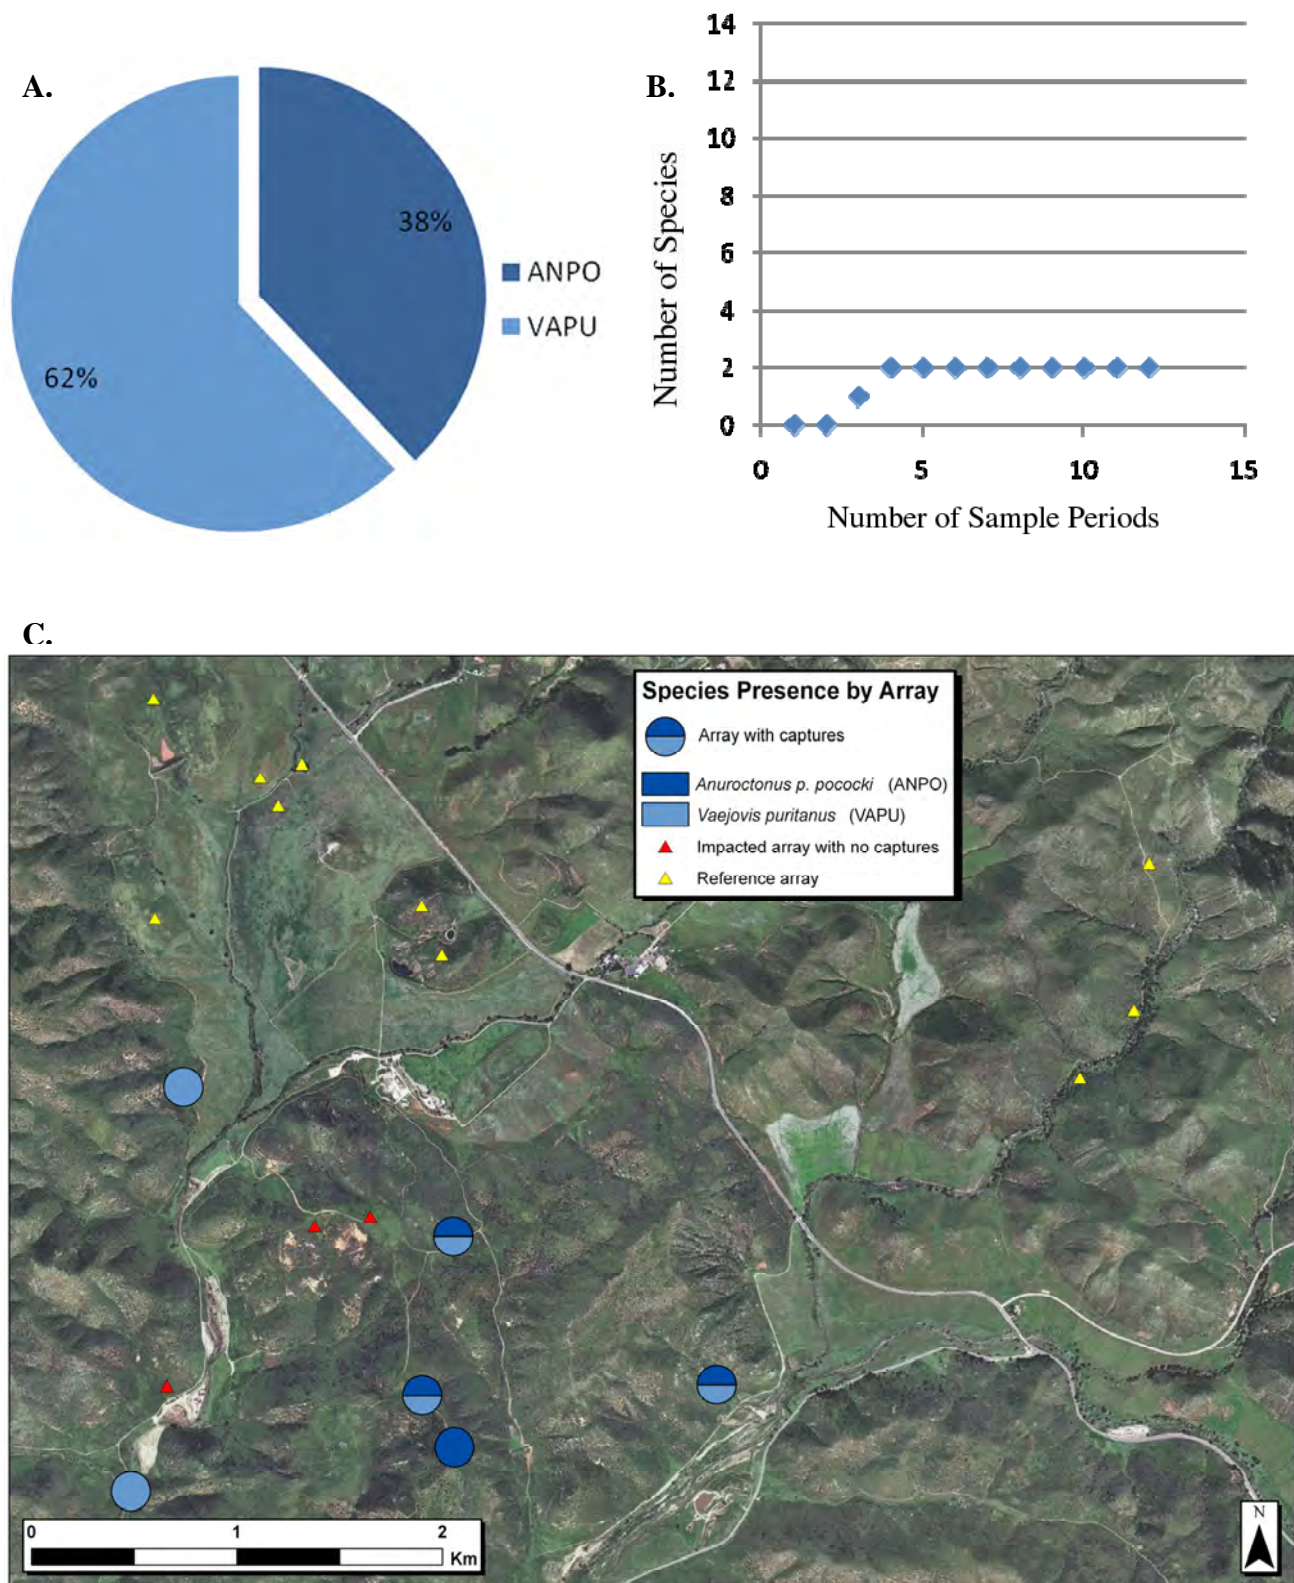 A.
38%
62%
ANPO
VAPU
B.
14
12
10
8
6
4
2
0
0 5 10 15
Number of Species
Number of Sample Periods
C.
Species Presence by Array
Array with captures
Anuroctonus p. pococki (ANPO)
Vaejovis puritanus (VAPU)
Impacted array with no captures
Reference array
0 1 2
Km
N